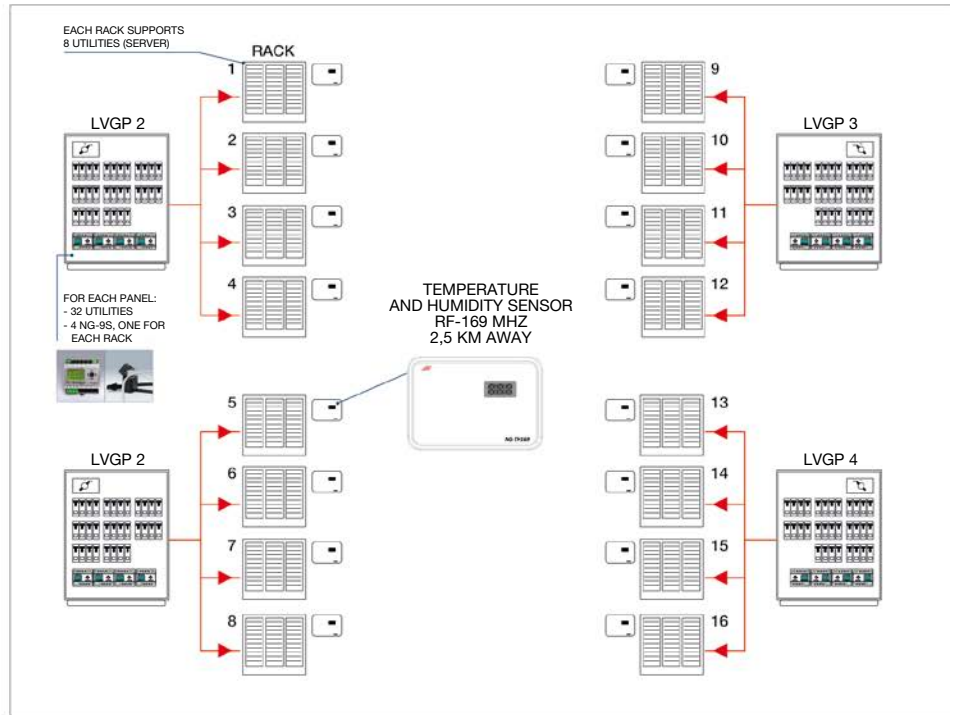 EACH RACK SUPPORTS
8 UTILITIES (SERVER)
RACK
1
2
3
4
LVGP 2
FOR EACH PANEL:
- 32 UTILITIES
- 4 NG-9S, ONE FOR
EACH RACK
9
10
11
12
LVGP 3
TEMPERATURE
AND HUMIDITY SENSOR
RF-169 MHZ
2,5 KM AWAY
5
6
7
8
LVGP 2
13
14
15
16
LVGP 4